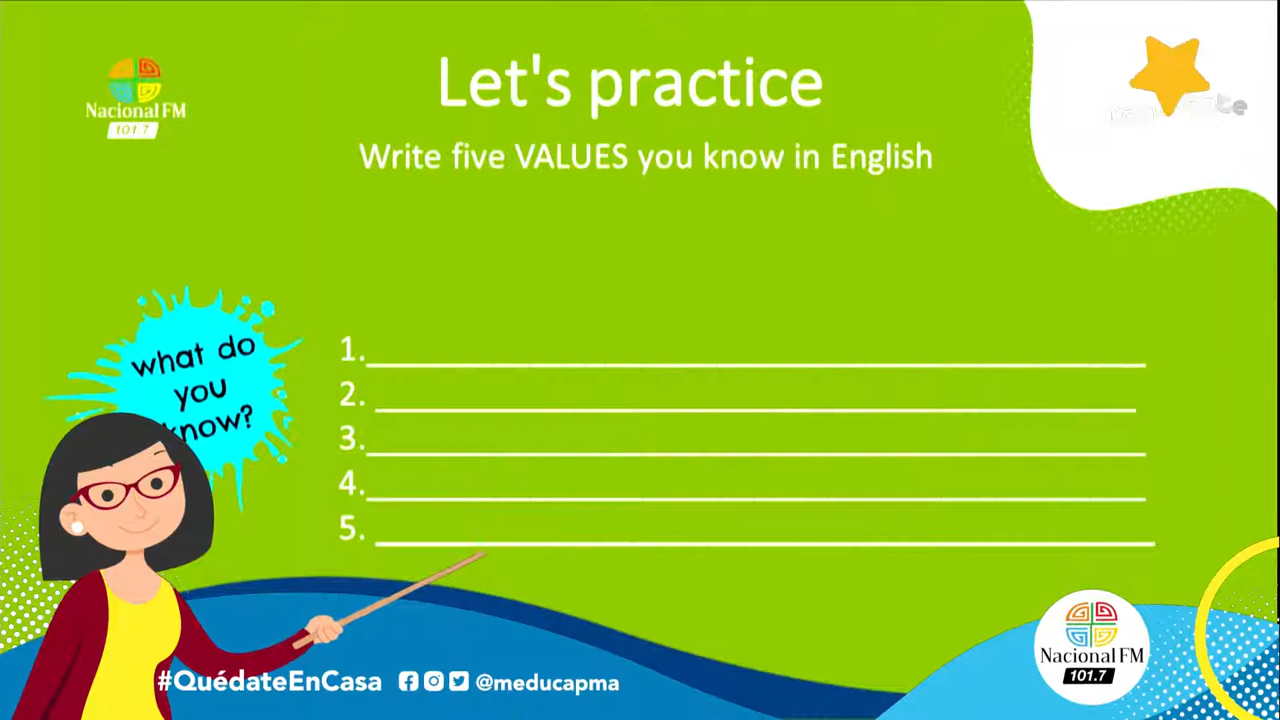 Let's practice
Nacional FM
101.7
Write five VALUES you know in English
what do
you
know?
1.
2.
3.
4.
5.
#QuédateEnCasa @meducapma
Nacional FM
101.7